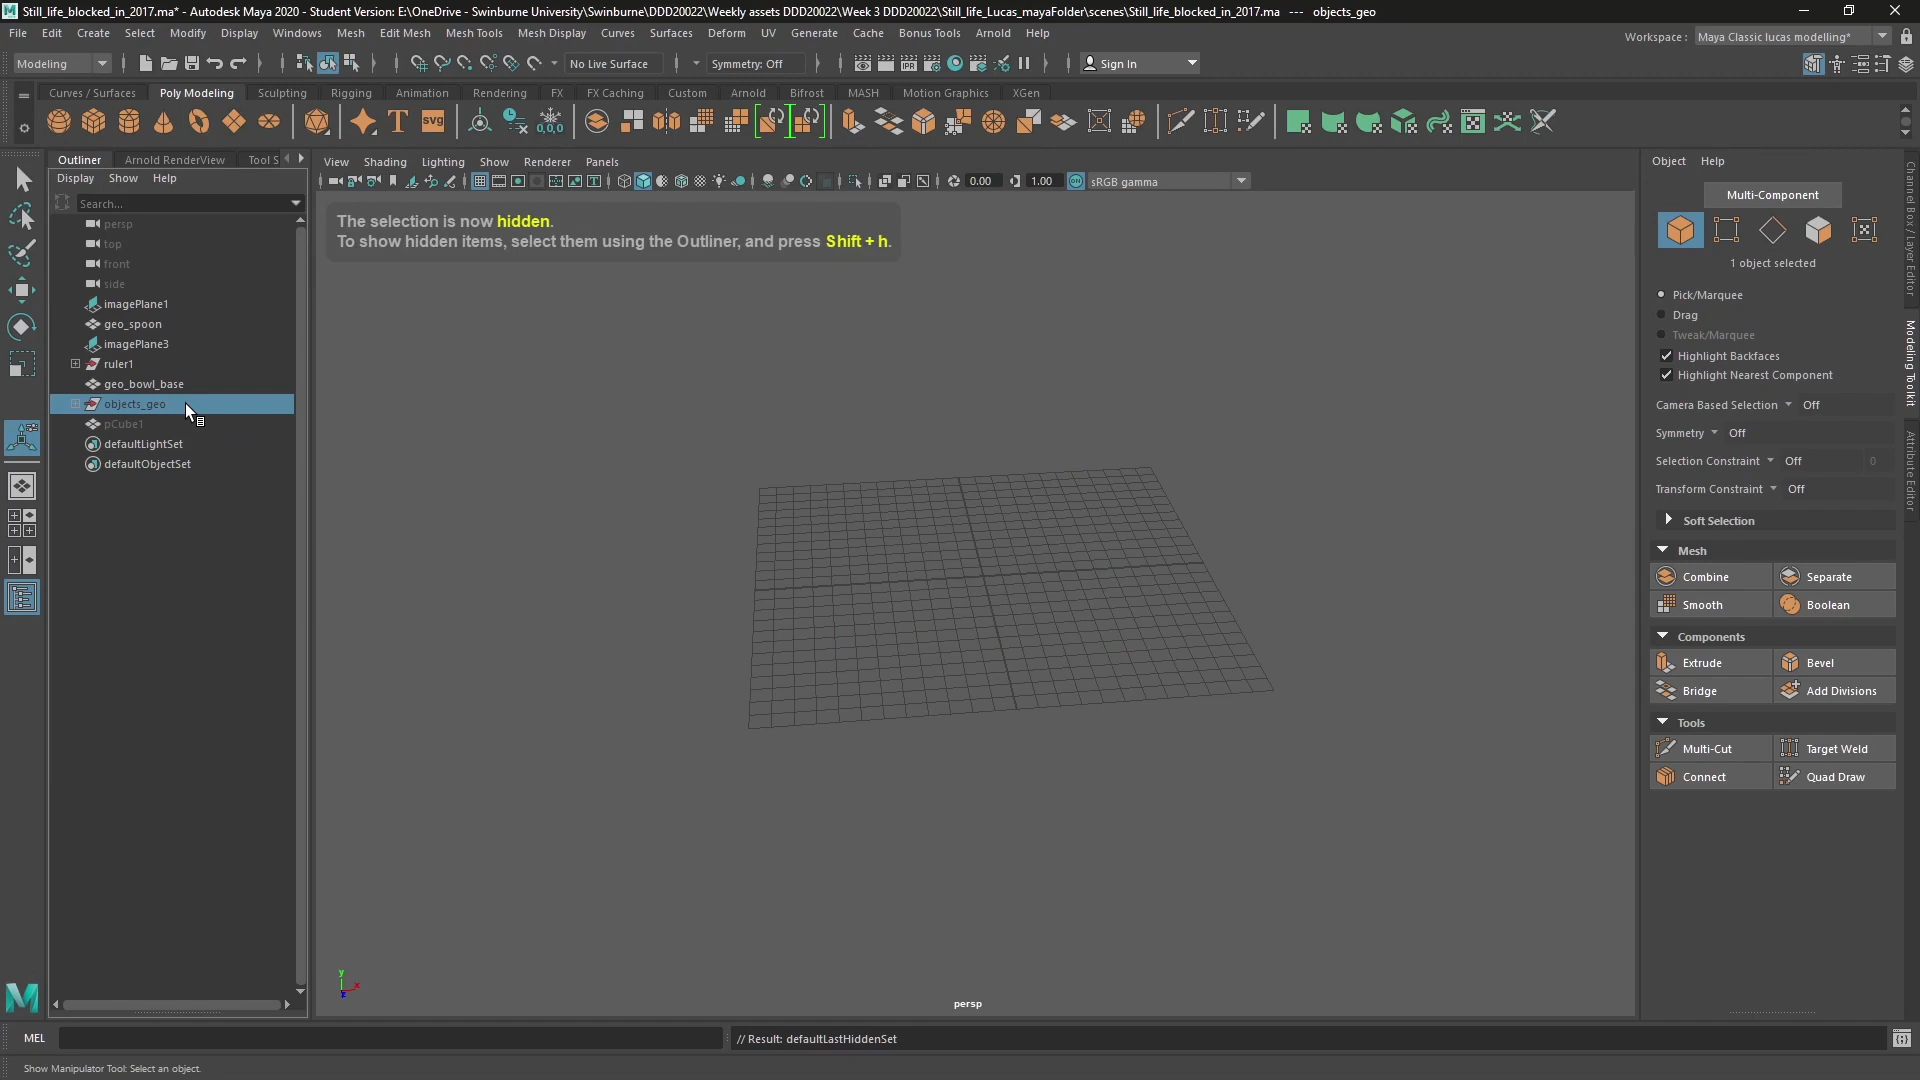 Still_life_blocked_in_2017.ma* - Autodesk Maya 2020 - Student Version: E:\OneDrive - Swinburne University\Swinburne\DDD20022\Weekly assets DDD20022\Week 3 DDD20022\Still_life_Lucas_mayaFolder\scenes\Still_life_blocked_in_2017.ma --- objects_geo
File Edit Create Select Modify Display Windows Mesh Edit Mesh Mesh Tools Mesh Display Curves Surfaces Deform UV Generate Cache Bonus Tools Arnold Help
Workspace : Maya Classic lucas modelling*
Modeling
No Live Surface
Symmetry: Off
IPR
Sign In
Curves / Surfaces Poly Modeling Sculpting Rigging Animation Rendering FX FX Caching Custom Arnold Bifrost MASH Motion Graphics XGen
T
SVG
0,0,0
Outliner Arnold RenderView Tool S
Display Show Help
Search...
persp
top
front
side
imagePlane1
geo_spoon
imagePlane3
ruler1
geo_bowl_base
objects_geo
pCube1
defaultLightSet
defaultObjectSet
View Shading Lighting Show Renderer Panels
0.00
1.00
ON
sRGB gamma
The selection is now hidden.
To show hidden items, select them using the Outliner, and press Shift + h.
y
x
z
persp
Object Help
Multi-Component
1 object selected
Pick/Marquee
Drag
Tweak/Marquee
Highlight Backfaces
Highlight Nearest Component
Camera Based Selection Off
Symmetry Off
Selection Constraint Off 0
Transform Constraint Off
Soft Selection
Mesh
Combine Separate
Smooth Boolean
Components
Extrude Bevel
Bridge Add Divisions
Tools
Multi-Cut Target Weld
Connect Quad Draw
Channel Box / Layer Editor
Modeling Toolkit
Attribute Editor
M
MEL
// Result: defaultLastHiddenSet
Show Manipulator Tool: Select an object.